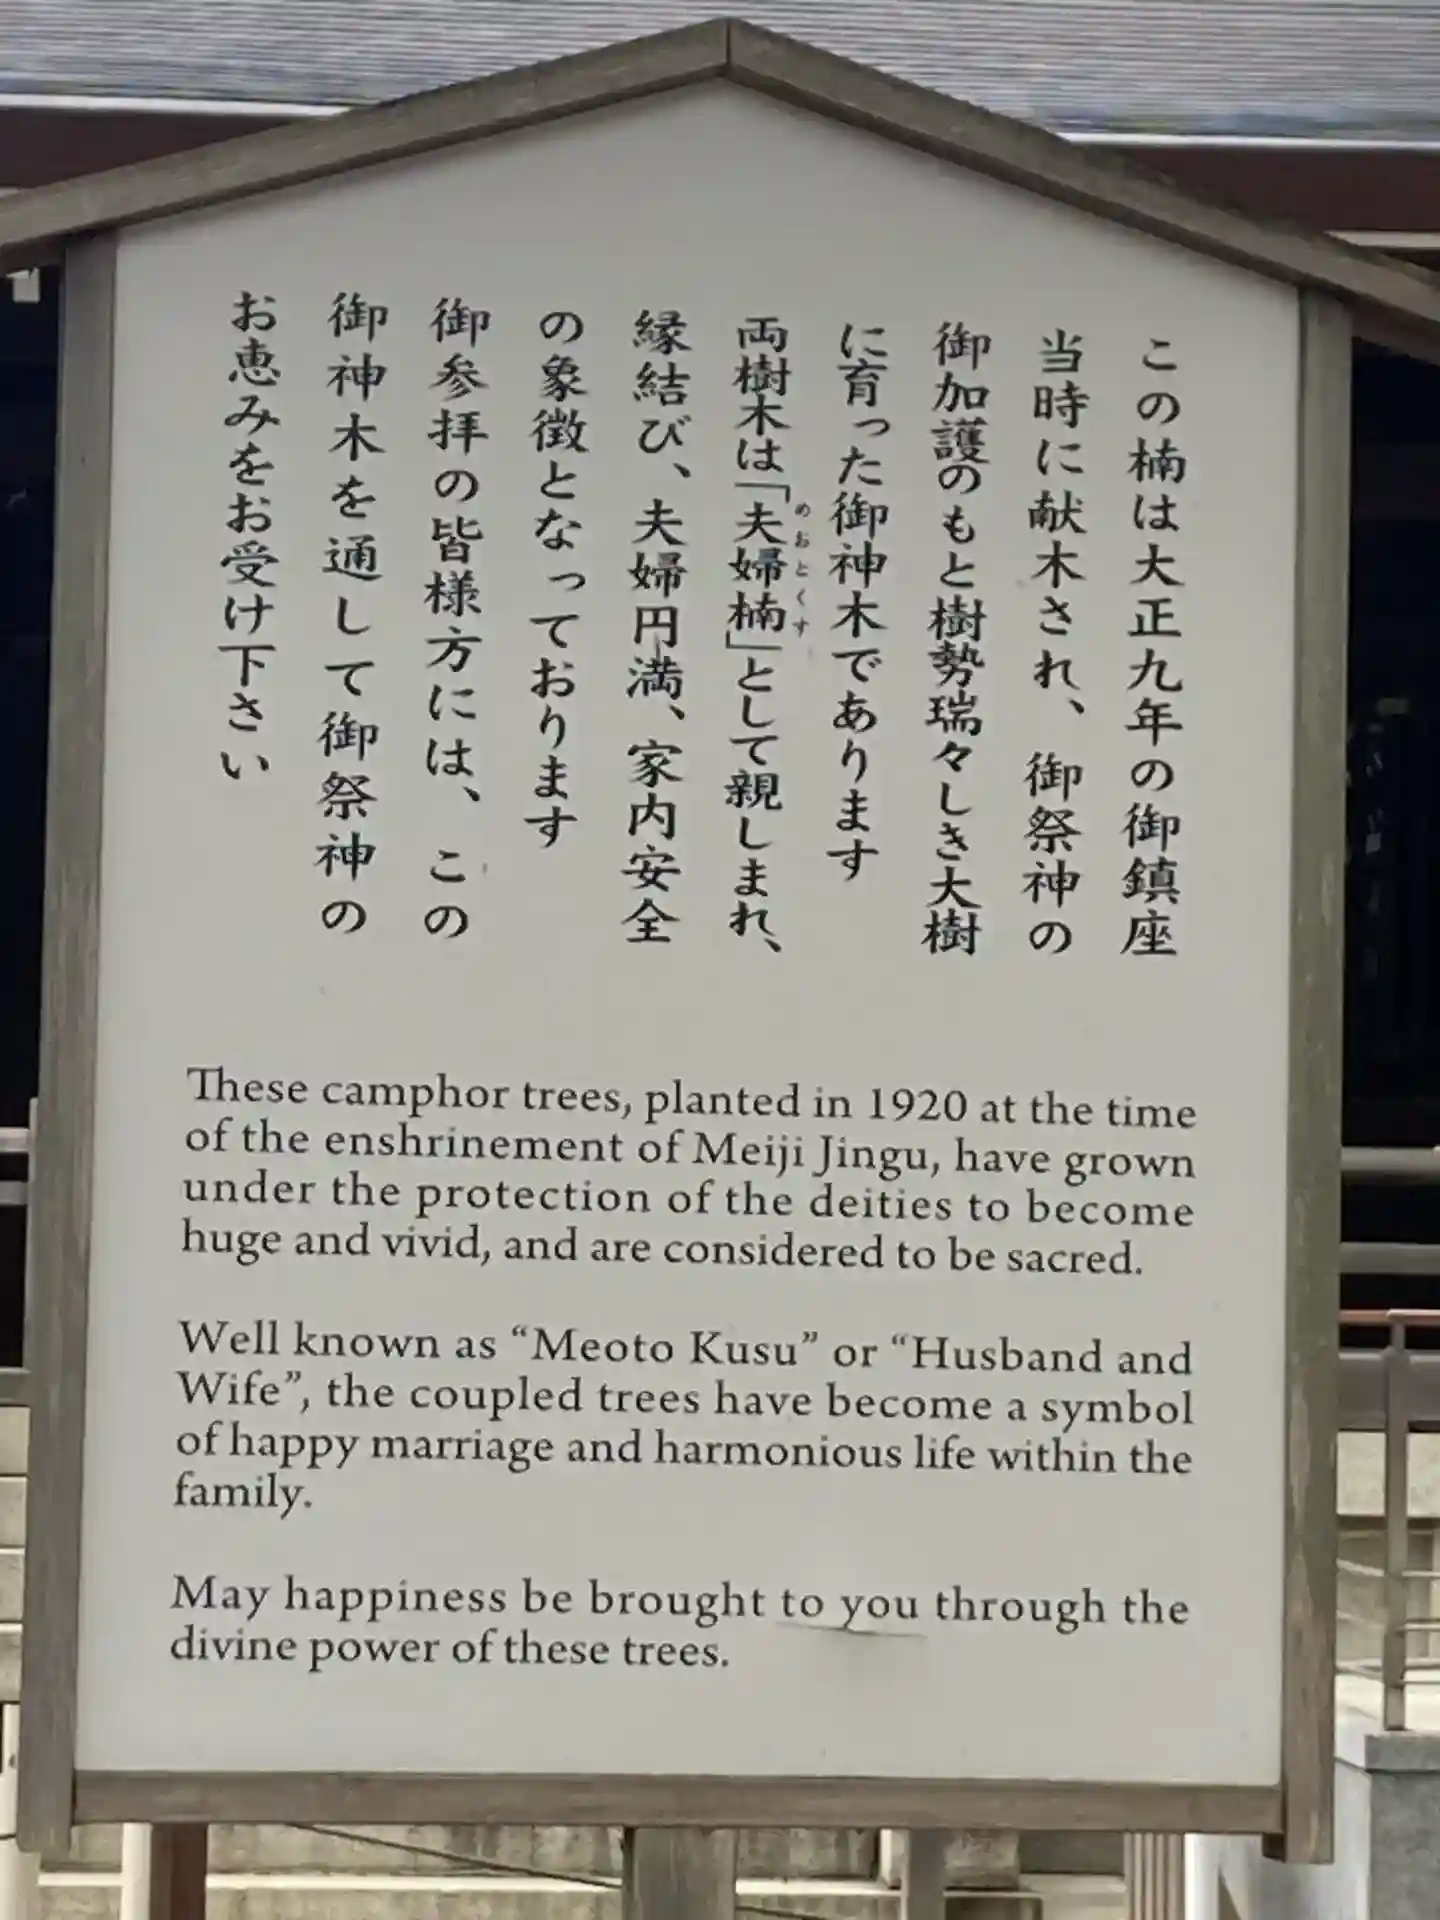 この楠は大正九年の御鎮座
当時に献木され、御祭神の
御加護のもと樹勢瑞々しき大樹
に育った御神木であります
両樹木は「夫婦楠」として親しまれ、
めおとくす
縁結び、夫婦円満、家内安全
の象徴となっております
御参拝の皆様方には、この
御神木を通して御祭神の
お恵みをお受け下さい
These camphor trees, planted in 1920 at the time
of the enshrinement of Meiji Jingu, have grown
under the protection of the deities to become
huge and vivid, and are considered to be sacred.
Well known as “Meoto Kusu” or “Husband and
Wife”, the coupled trees have become a symbol
of happy marriage and harmonious life within the
family.
May happiness be brought to you through the
divine power of these trees.